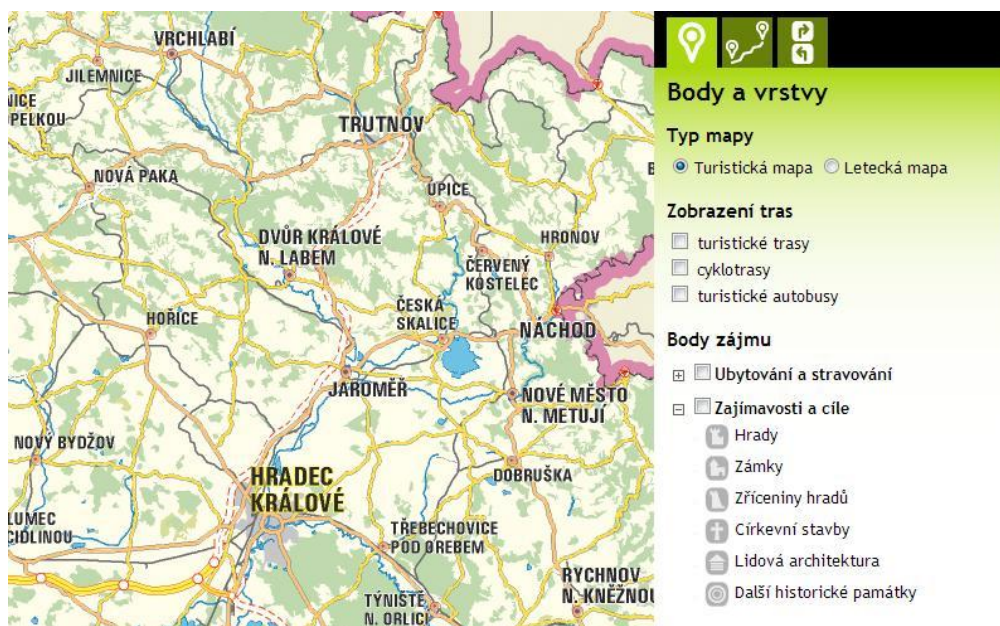 VRCHLABÍ
JILEMNICE
NICE
PELKOU
TRUTNOV
NOVÁ PAKA
ÚPICE
DVŮR KRÁLOVÉ
N. LABEM
HRONOV
ČERVENÝ
KOSTELEC
HOŘICE
ČESKÁ
SKALICE
NÁCHOD
JAROMĚŘ
NOVÉ MĚSTO
N. METUJÍ
NOVÝ BYDŽOV
DOBRUŠKA
HRADEC
KRÁLOVÉ
LUMEC
CIDLINOU
TŘEBECHOVICE
POD OREBEM
RYCHNOV
N. KNĚŽNOU
TÝNIŠTĚ
N. ORLICÍ
Body a vrstvy
Typ mapy
Turistická mapa Letecká mapa
Zobrazení tras
turistické trasy
cyklotrasy
turistické autobusy
Body zájmu
Ubytování a stravování
Zajímavosti a cíle
Hrady
Zámky
Zříceniny hradů
Církevní stavby
Lidová architektura
Další historické památky